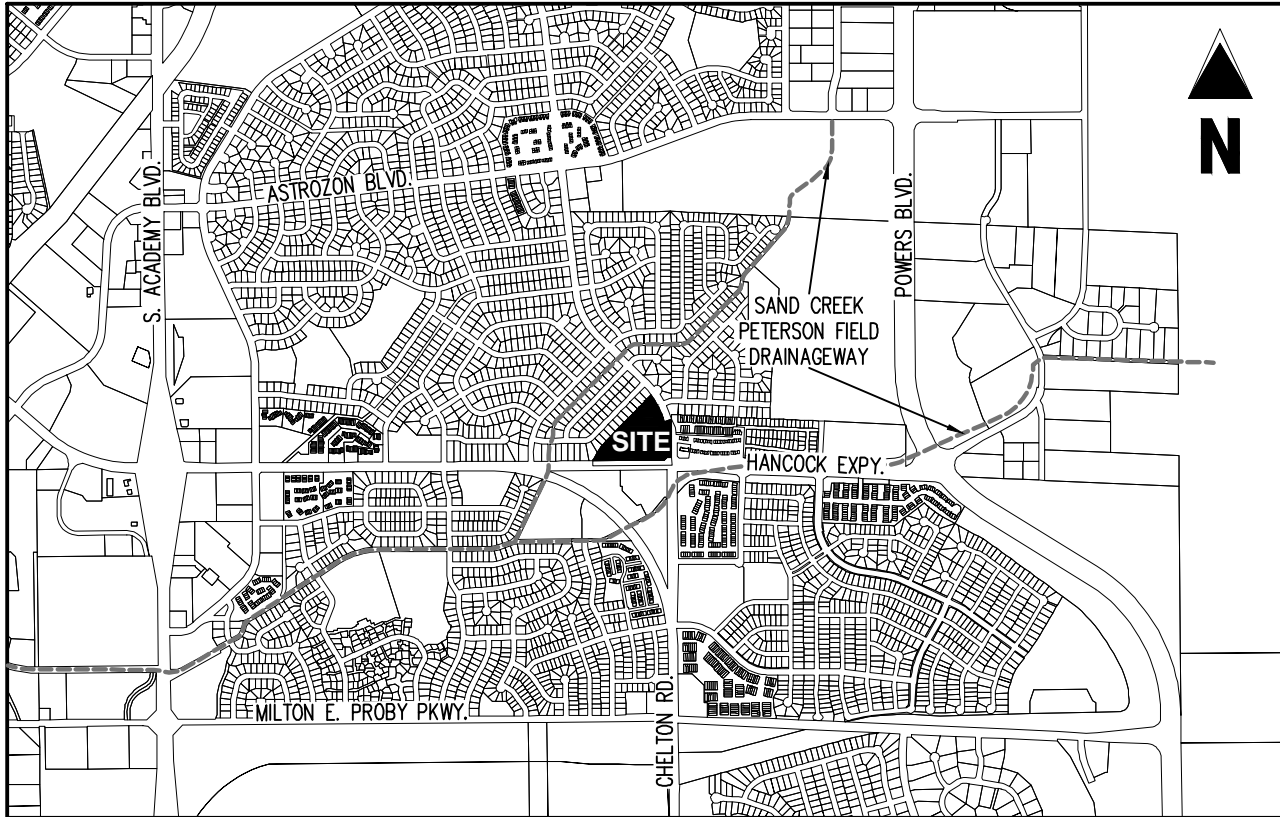 N
ASTROZON BLVD.
S. ACADEMY BLVD.
POWERS BLVD.
SAND CREEK
PETERSON FIELD
DRAINAGEWAY
SITE
HANCOCK EXPY.
CHELTON RD.
MILTON E. PROBY PKWY.